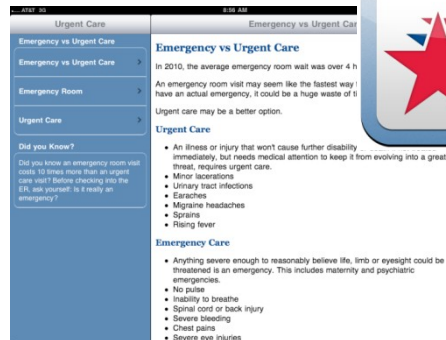 AT&T 3G
8:56 AM
Urgent Care
Emergency vs Urgent Care
Emergency vs Urgent Care
Emergency Room
Urgent Care
Did you Know?
Did you know an emergency room visit
costs 10 times more than an urgent
care visit? Before checking into the
ER, ask yourself: Is it really an
emergency?
Emergency vs Urgent Car
Emergency vs Urgent Care
In 2010, the average emergency room wait was over 4 h
An emergency room visit may seem like the fastest way
have an actual emergency, it could be a huge waste of ti
Urgent care may be a better option.
Urgent Care
• An illness or injury that won't cause further disability
immediately, but needs medical attention to keep it from evolving into a great
threat, requires urgent care.
• Minor lacerations
• Urinary tract infections
• Earaches
• Migraine headaches
• Sprains
• Rising fever
Emergency Care
• Anything severe enough to reasonably believe life, limb or eyesight could be
threatened is an emergency. This includes maternity and psychiatric
emergencies.
• No pulse
• Inability to breathe
• Spinal cord or back injury
• Severe bleeding
• Chest pains
• Severe eye injuries